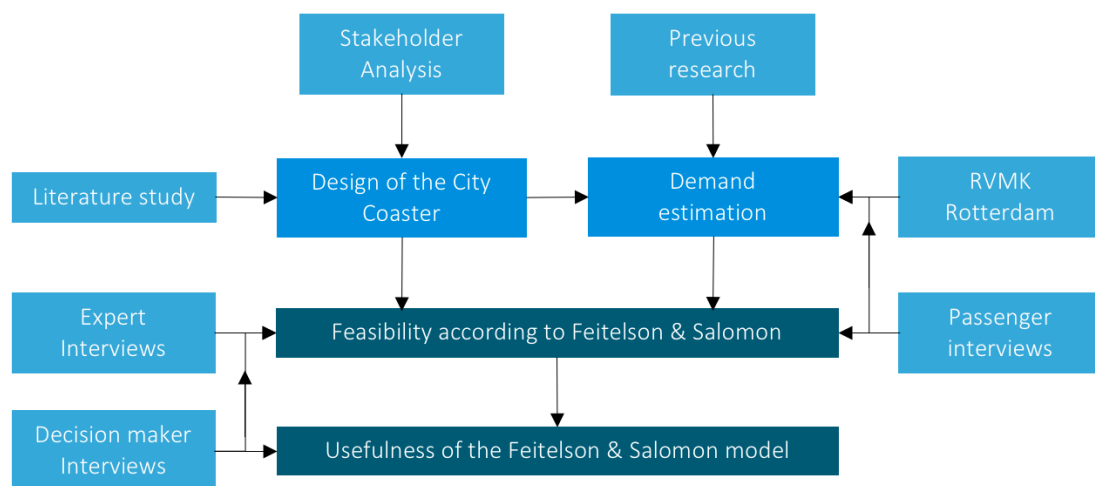 Stakeholder
Analysis
Previous
research
Literature study
Design of the City
Coaster
Demand
estimation
RVMK
Rotterdam
Expert
Interviews
Feasibility according to Feitelson & Salomon
Passenger
interviews
Decision maker
Interviews
Usefulness of the Feitelson & Salomon model